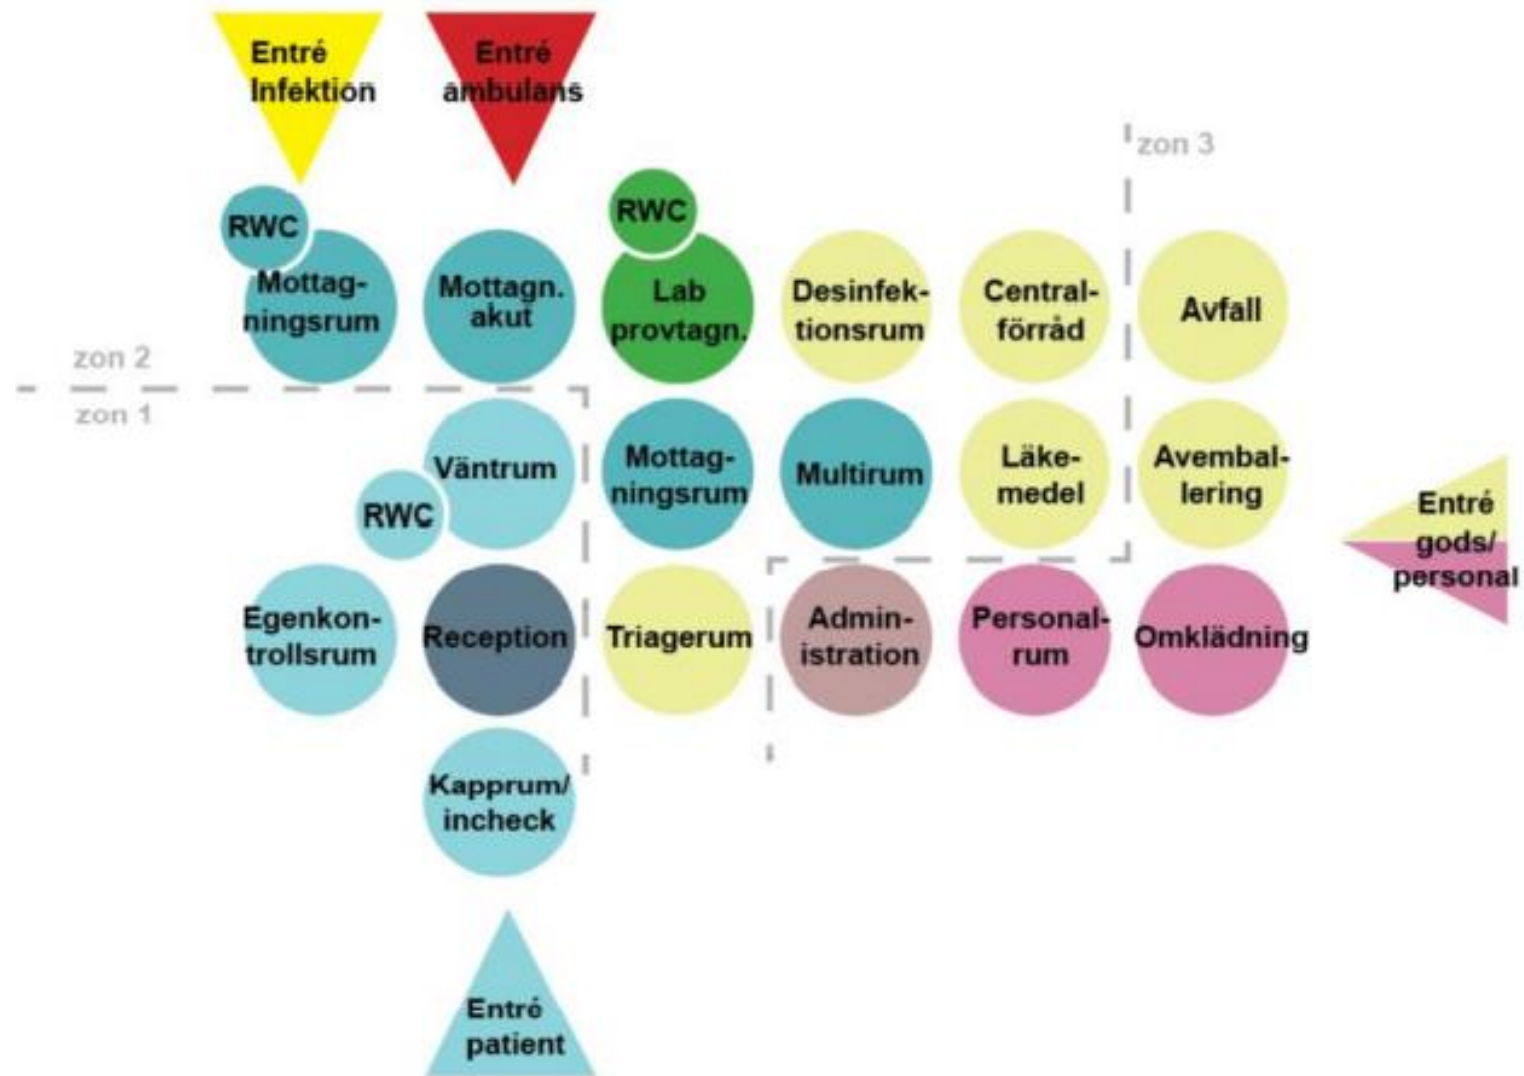 Entré
Infektion
Entré
ambulans
zon 3
RWC
RWC
Mottag-
ningsrum
Mottagn.
akut
Lab
provtagn.
Desinfek-
tionsrum
Central-
förråd
Avfall
zon 2
zon 1
Väntrum
RWC
Mottag-
ningsrum
Multirum
Läke-
medel
Avembal-
lering
Entré
gods/
personal
Egenkon-
trollsrum
Reception
Triagerum
Admin-
istration
Personal-
rum
Omklädning
Kapprum/
incheck
Entré
patient